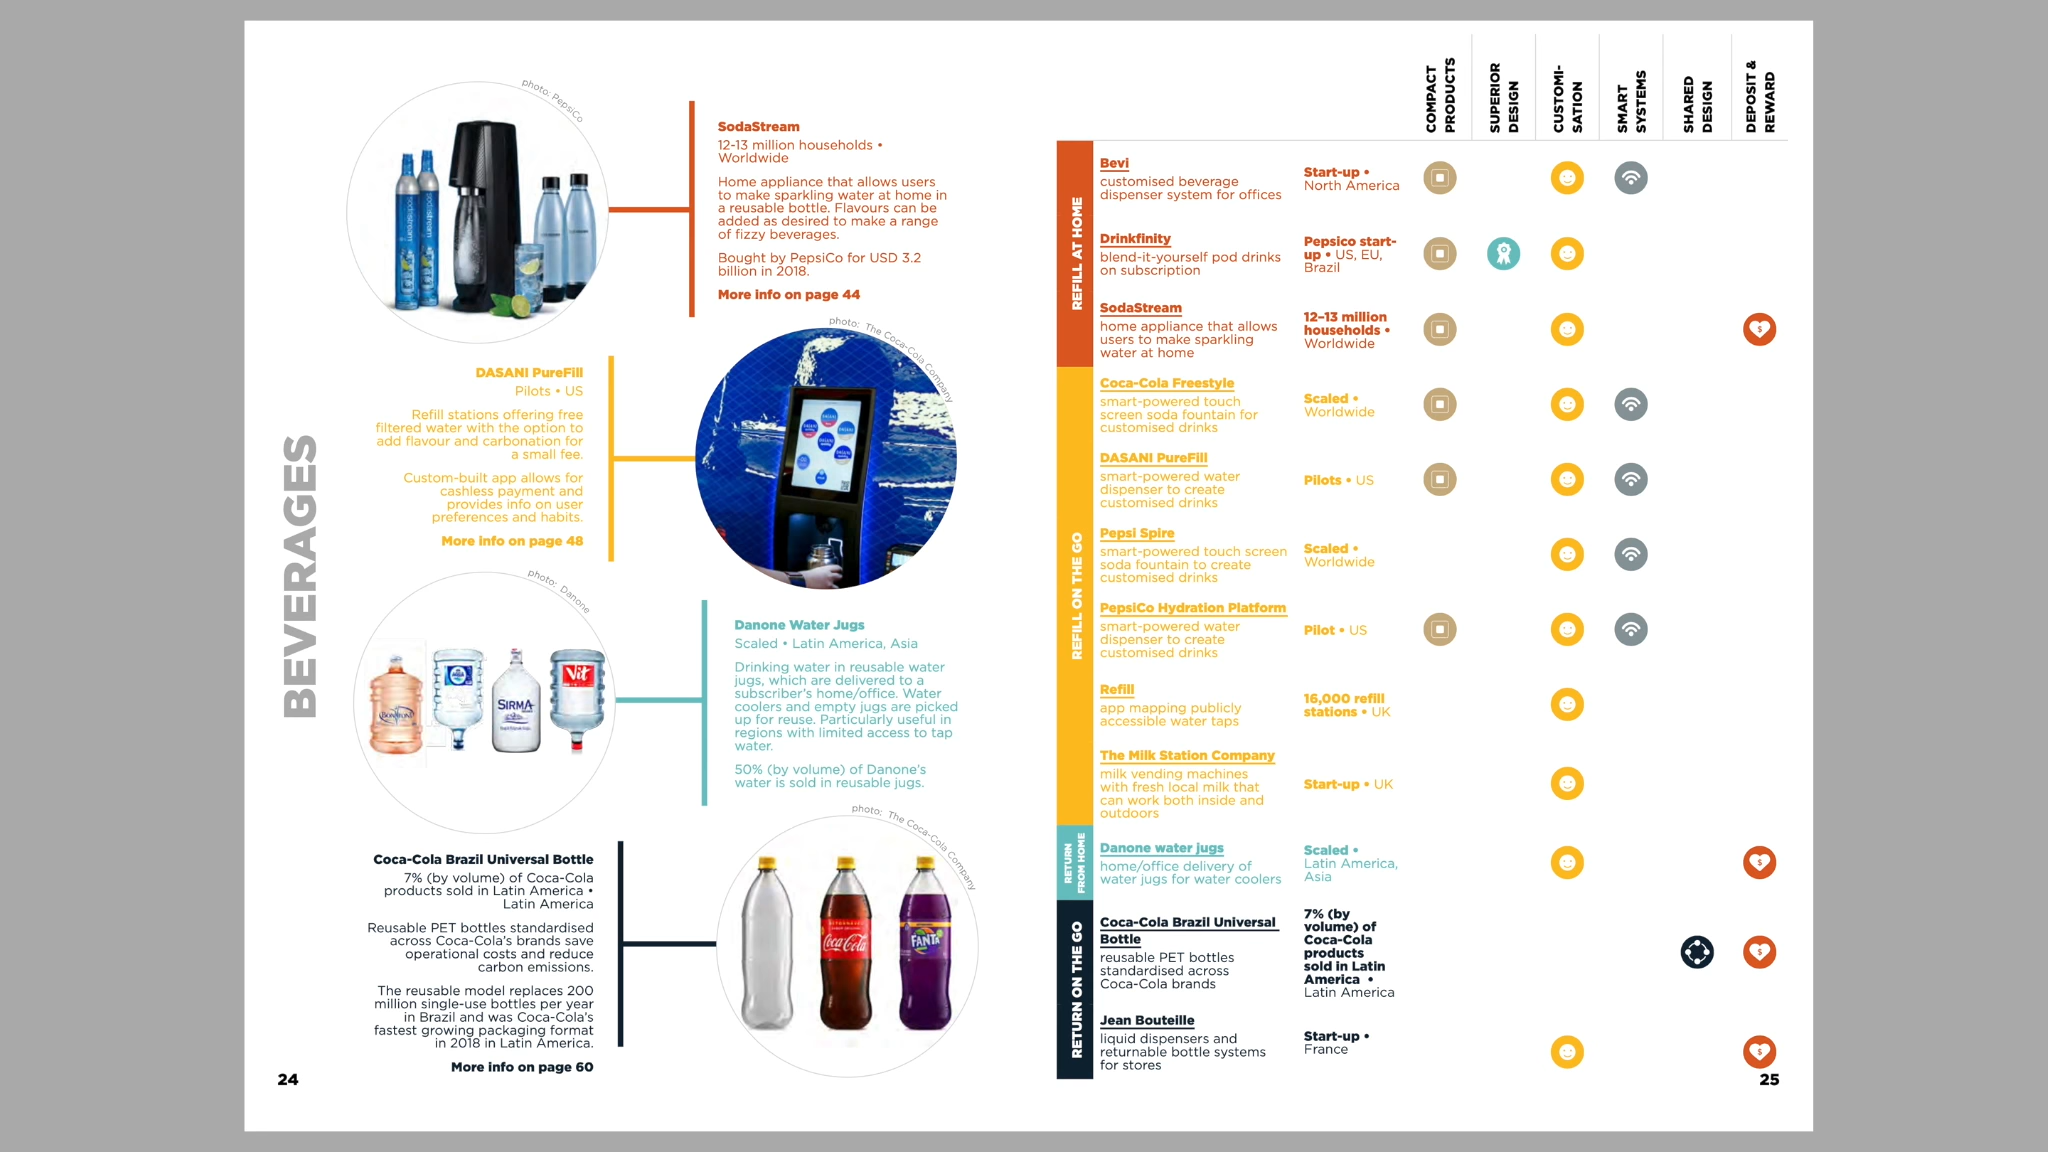 BEVERAGES
photo: PepsiCo
SodaStream
12-13 million households •
Worldwide
Home appliance that allows users
to make sparkling water at home in
a reusable bottle. Flavours can be
added as desired to make a range
of fizzy beverages.
Bought by PepsiCo for USD 3.2
billion in 2018.
More info on page 44
sodastream
sodastream
photo: The Coca-Cola Company
DASANI PureFill
Pilots • US
Refill stations offering free
filtered water with the option to
add flavour and carbonation for
a small fee.
Custom-built app allows for
cashless payment and
provides info on user
preferences and habits.
More info on page 48
photo: Danone
Danone Water Jugs
Scaled • Latin America, Asia
Drinking water in reusable water
jugs, which are delivered to a
subscriber's home/office. Water
coolers and empty jugs are picked
up for reuse. Particularly useful in
regions with limited access to tap
water.
50% (by volume) of Danone's
water is sold in reusable jugs.
BONAFONT
SIRMA
Vit
photo: The Coca-Cola Company
Coca-Cola Brazil Universal Bottle
7% (by volume) of Coca-Cola
products sold in Latin America •
Latin America
Reusable PET bottles standardised
across Coca-Cola's brands save
operational costs and reduce
carbon emissions.
The reusable model replaces 200
million single-use bottles per year
in Brazil and was Coca-Cola's
fastest growing packaging format
in 2018 in Latin America.
More info on page 60
Coca-Cola
FANTA
24
COMPACT
PRODUCTS
SUPERIOR
DESIGN
CUSTOMI-
SATION
SMART
SYSTEMS
SHARED
DESIGN
DEPOSIT &
REWARD
REFILL AT HOME
Bevi
customised beverage
dispenser system for offices
Start-up •
North America
Drinkfinity
blend-it-yourself pod drinks
on subscription
Pepsico start-
up • US, EU,
Brazil
SodaStream
home appliance that allows
users to make sparkling
water at home
12–13 million
households •
Worldwide
$
REFILL ON THE GO
Coca-Cola Freestyle
smart-powered touch
screen soda fountain for
customised drinks
Scaled •
Worldwide
DASANI PureFill
smart-powered water
dispenser to create
customised drinks
Pilots • US
Pepsi Spire
smart-powered touch screen
soda fountain to create
customised drinks
Scaled •
Worldwide
PepsiCo Hydration Platform
smart-powered water
dispenser to create
customised drinks
Pilot • US
Refill
app mapping publicly
accessible water taps
16,000 refill
stations • UK
The Milk Station Company
milk vending machines
with fresh local milk that
can work both inside and
outdoors
Start-up • UK
RETURN
FROM HOME
Danone water jugs
home/office delivery of
water jugs for water coolers
Scaled •
Latin America,
Asia
$
RETURN ON THE GO
Coca-Cola Brazil Universal
Bottle
reusable PET bottles
standardised across
Coca-Cola brands
7% (by
volume) of
Coca-Cola
products
sold in Latin
America •
Latin America
$
Jean Bouteille
liquid dispensers and
returnable bottle systems
for stores
Start-up •
France
$
25